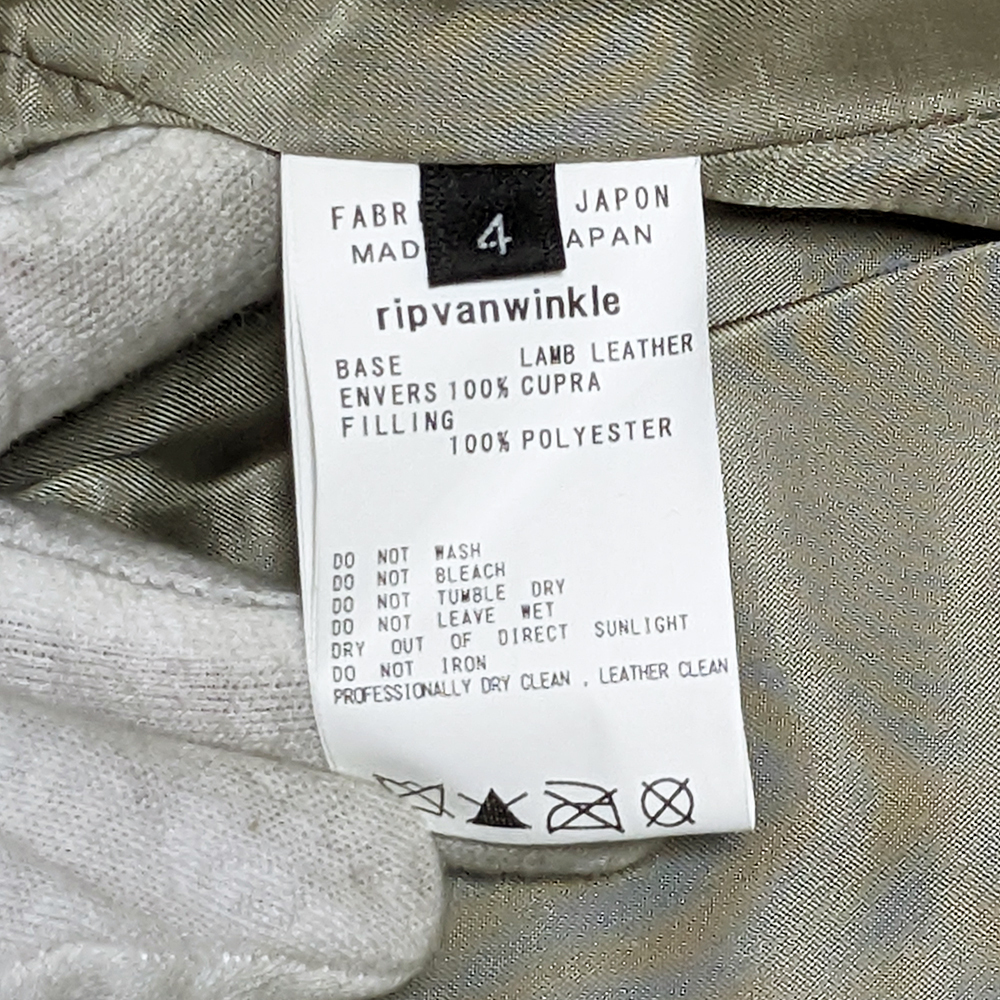 FABRI JAPON
4
MAD APAN
ripvanwinkle
BASE LAMB LEATHER
ENVERS 100% CUPRA
FILLING
100% POLYESTER
DO NOT WASH
DO NOT BLEACH
DO NOT TUMBLE DRY
DO NOT LEAVE WET
DRY OUT OF DIRECT SUNLIGHT
DO NOT IRON
PROFESSIONALLY DRY CLEAN , LEATHER CLEAN